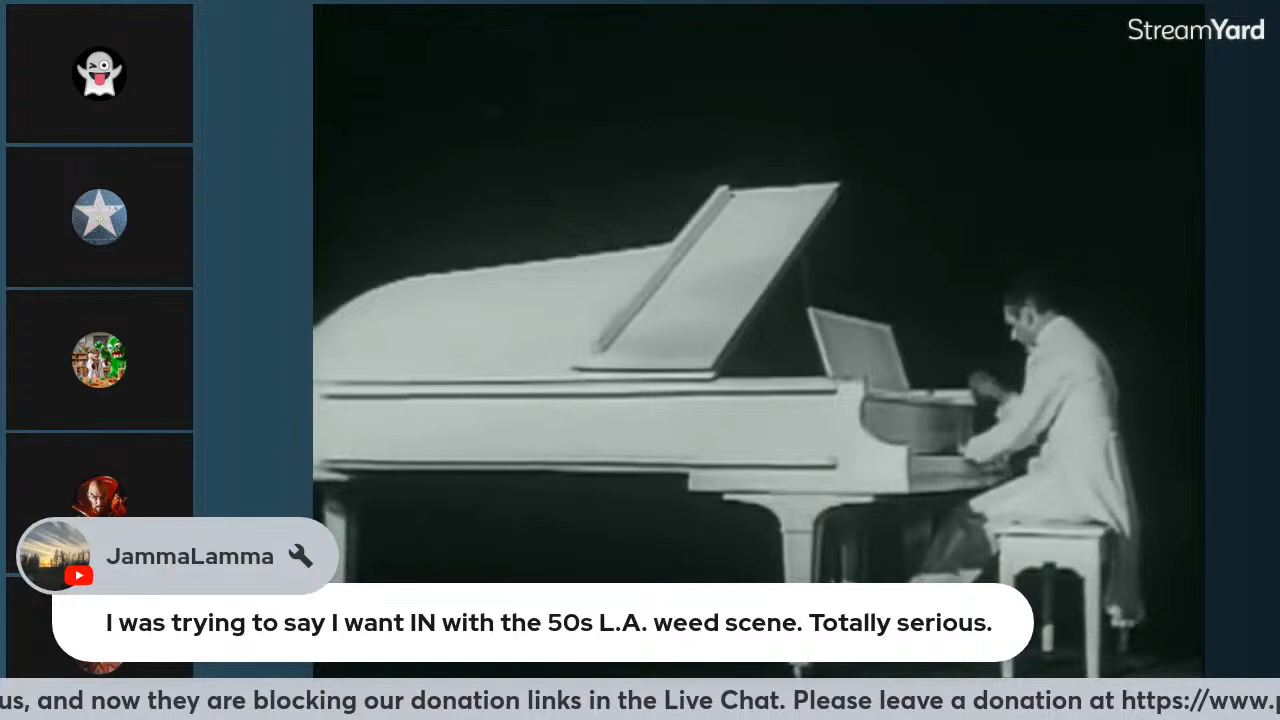 StreamYard
JammaLamma
I was trying to say I want IN with the 50s L.A. weed scene. Totally serious.
us, and now they are blocking our donation links in the Live Chat. Please leave a donation at https://www.